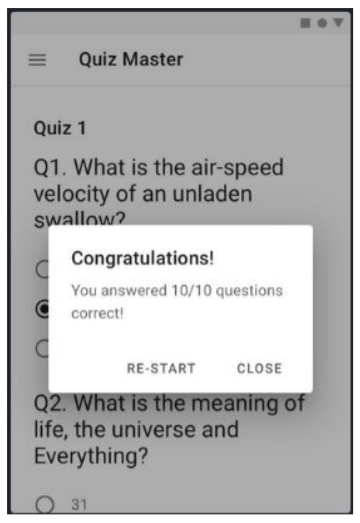 Quiz Master
Quiz 1
Q1. What is the air-speed
velocity of an unladen
swallow?
Congratulations!
You answered 10/10 questions
correct!
RE-START CLOSE
Q2. What is the meaning of
life, the universe and
Everything?
31